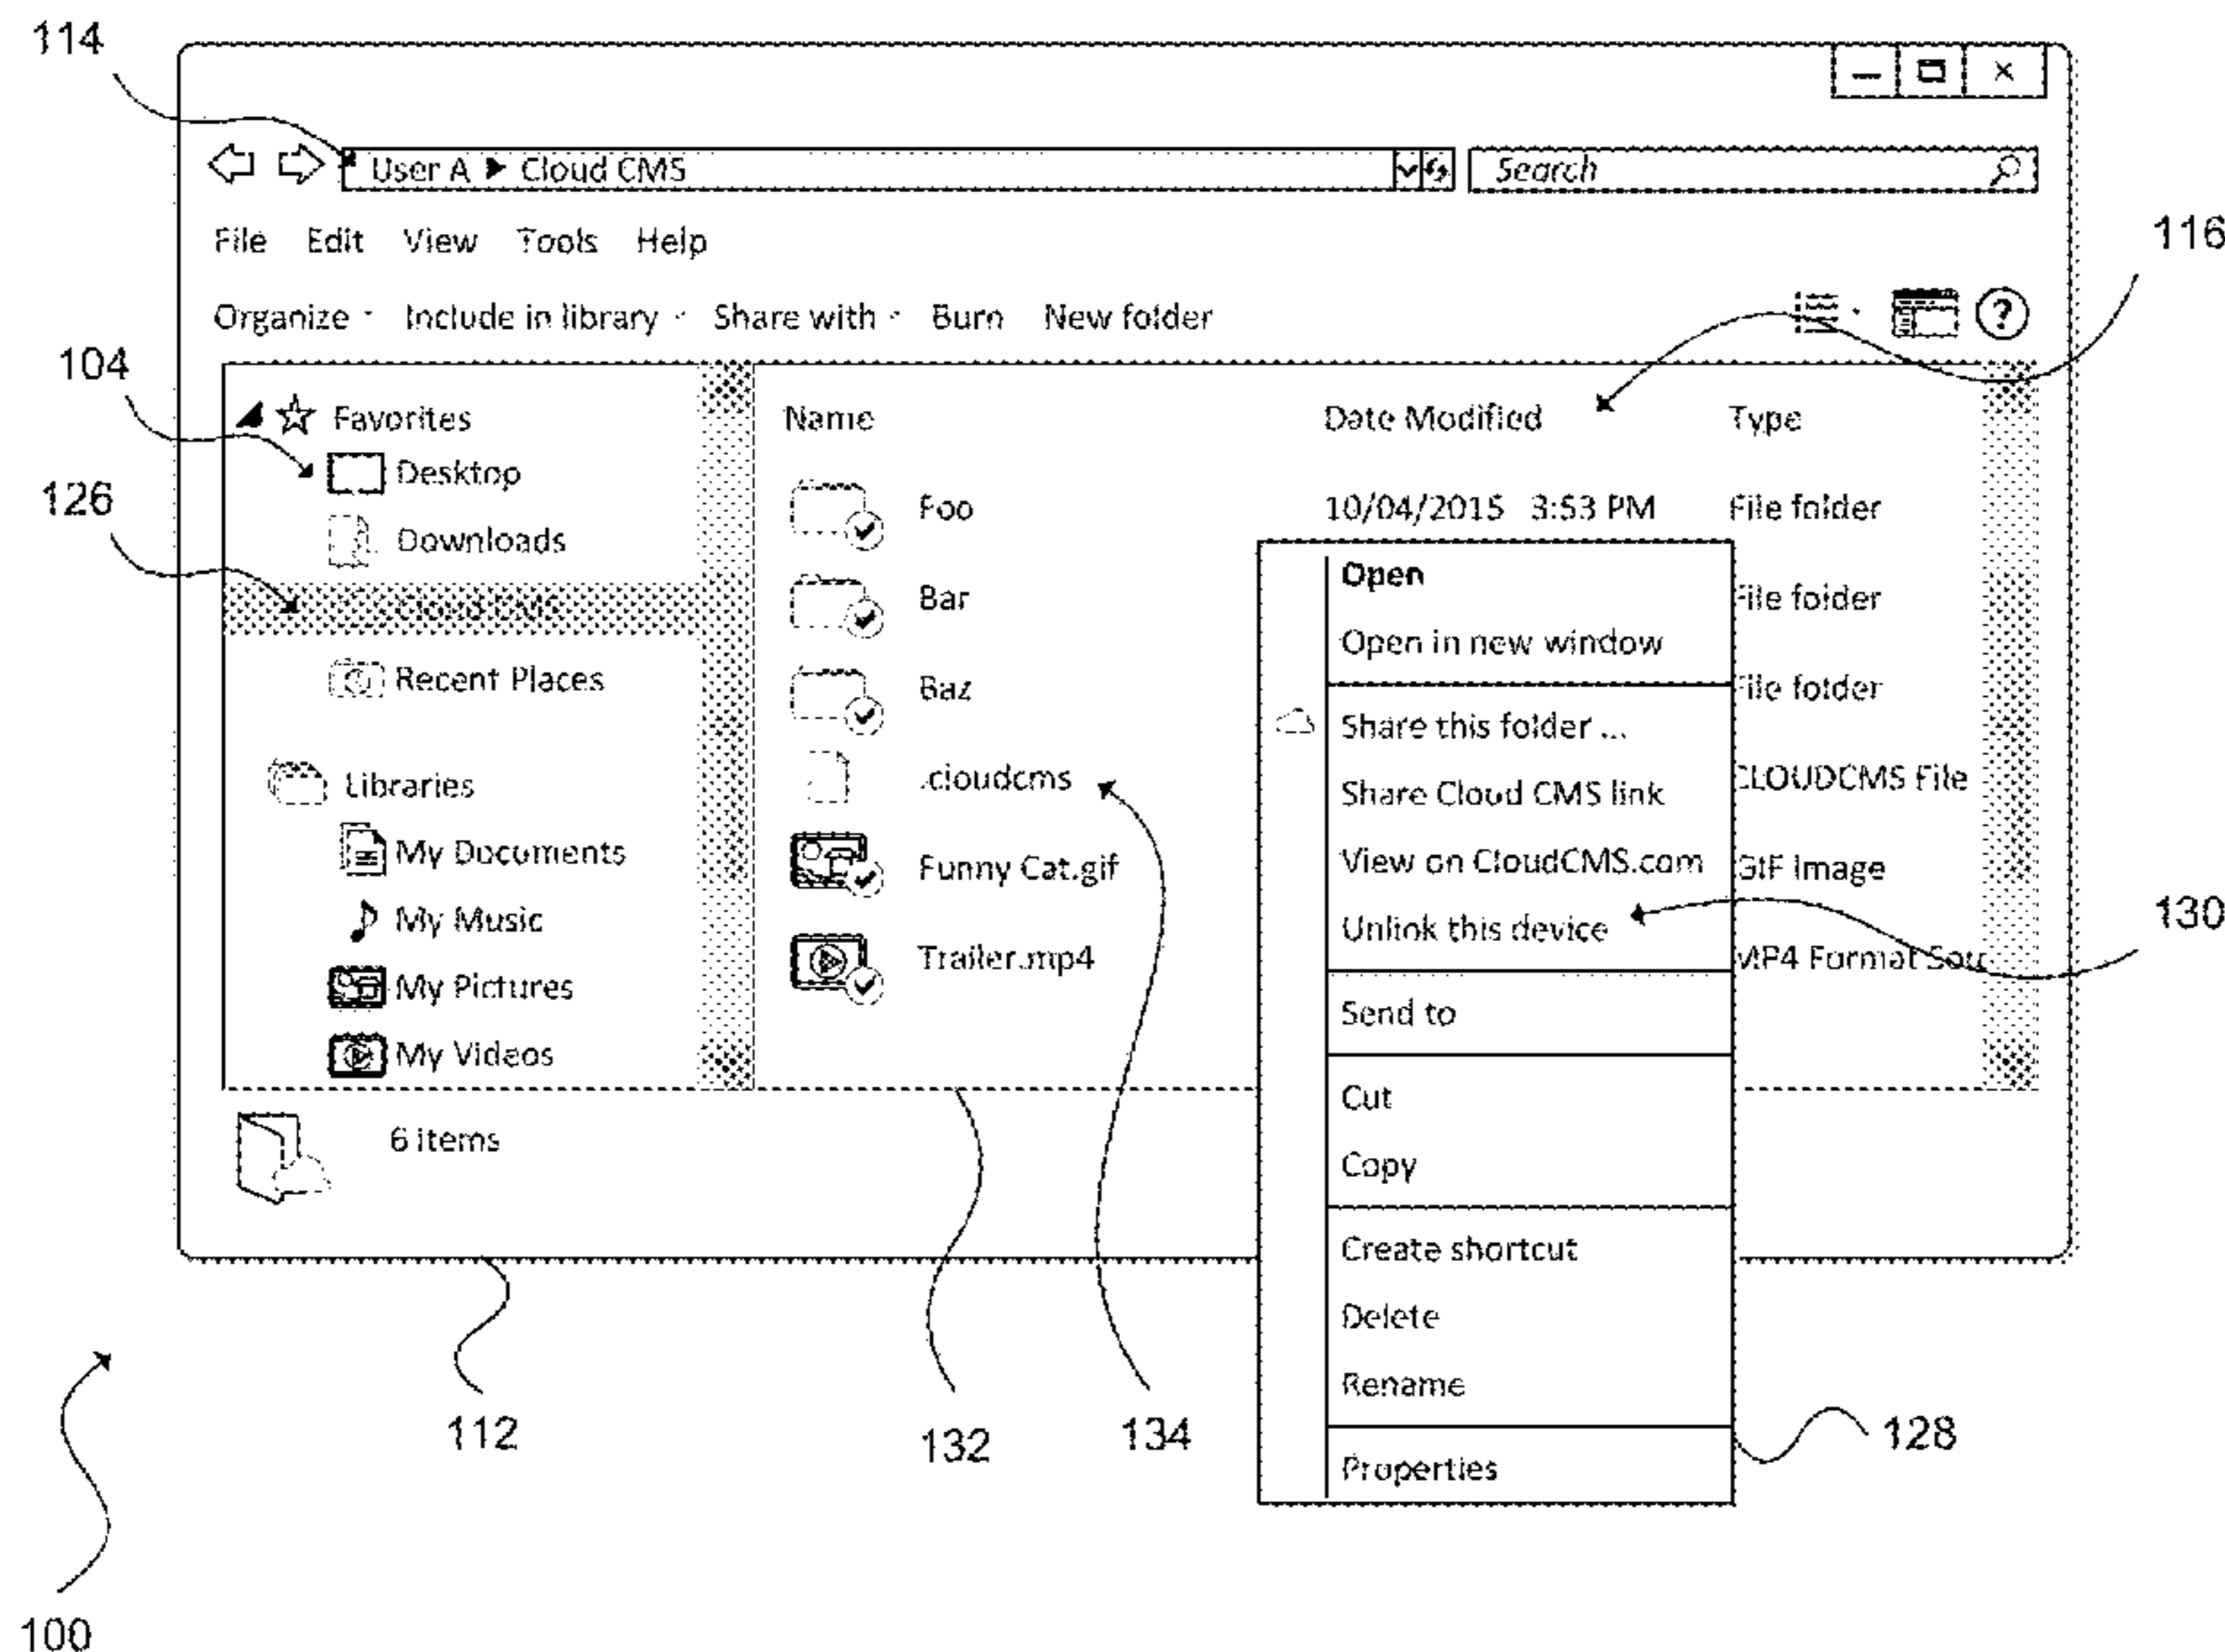 114
User A Cloud CMS Search
File Edit View Tools Help
116
Organize Include in library Share with Burn New folder
104
Favorites
Name Date Modified Type
Desktop
126
Foo 10/04/2015 3:53 PM File folder
Downloads
Open
Cloud CMS
Bar File folder
Open in new window
Recent Places
Baz File folder
Share this folder ...
Libraries
.cloudcms CLOUDCMS File
Share Cloud CMS link
My Documents
Funny Cat.gif GIF Image
View on CloudCMS.com
130
My Music
Unlink this device
Trailer.mp4 MP4 Format Sou
My Pictures
Send to
My Videos
Cut
6 items
Copy
Create shortcut
Delete
Rename
112
132
134
128
Properties
100